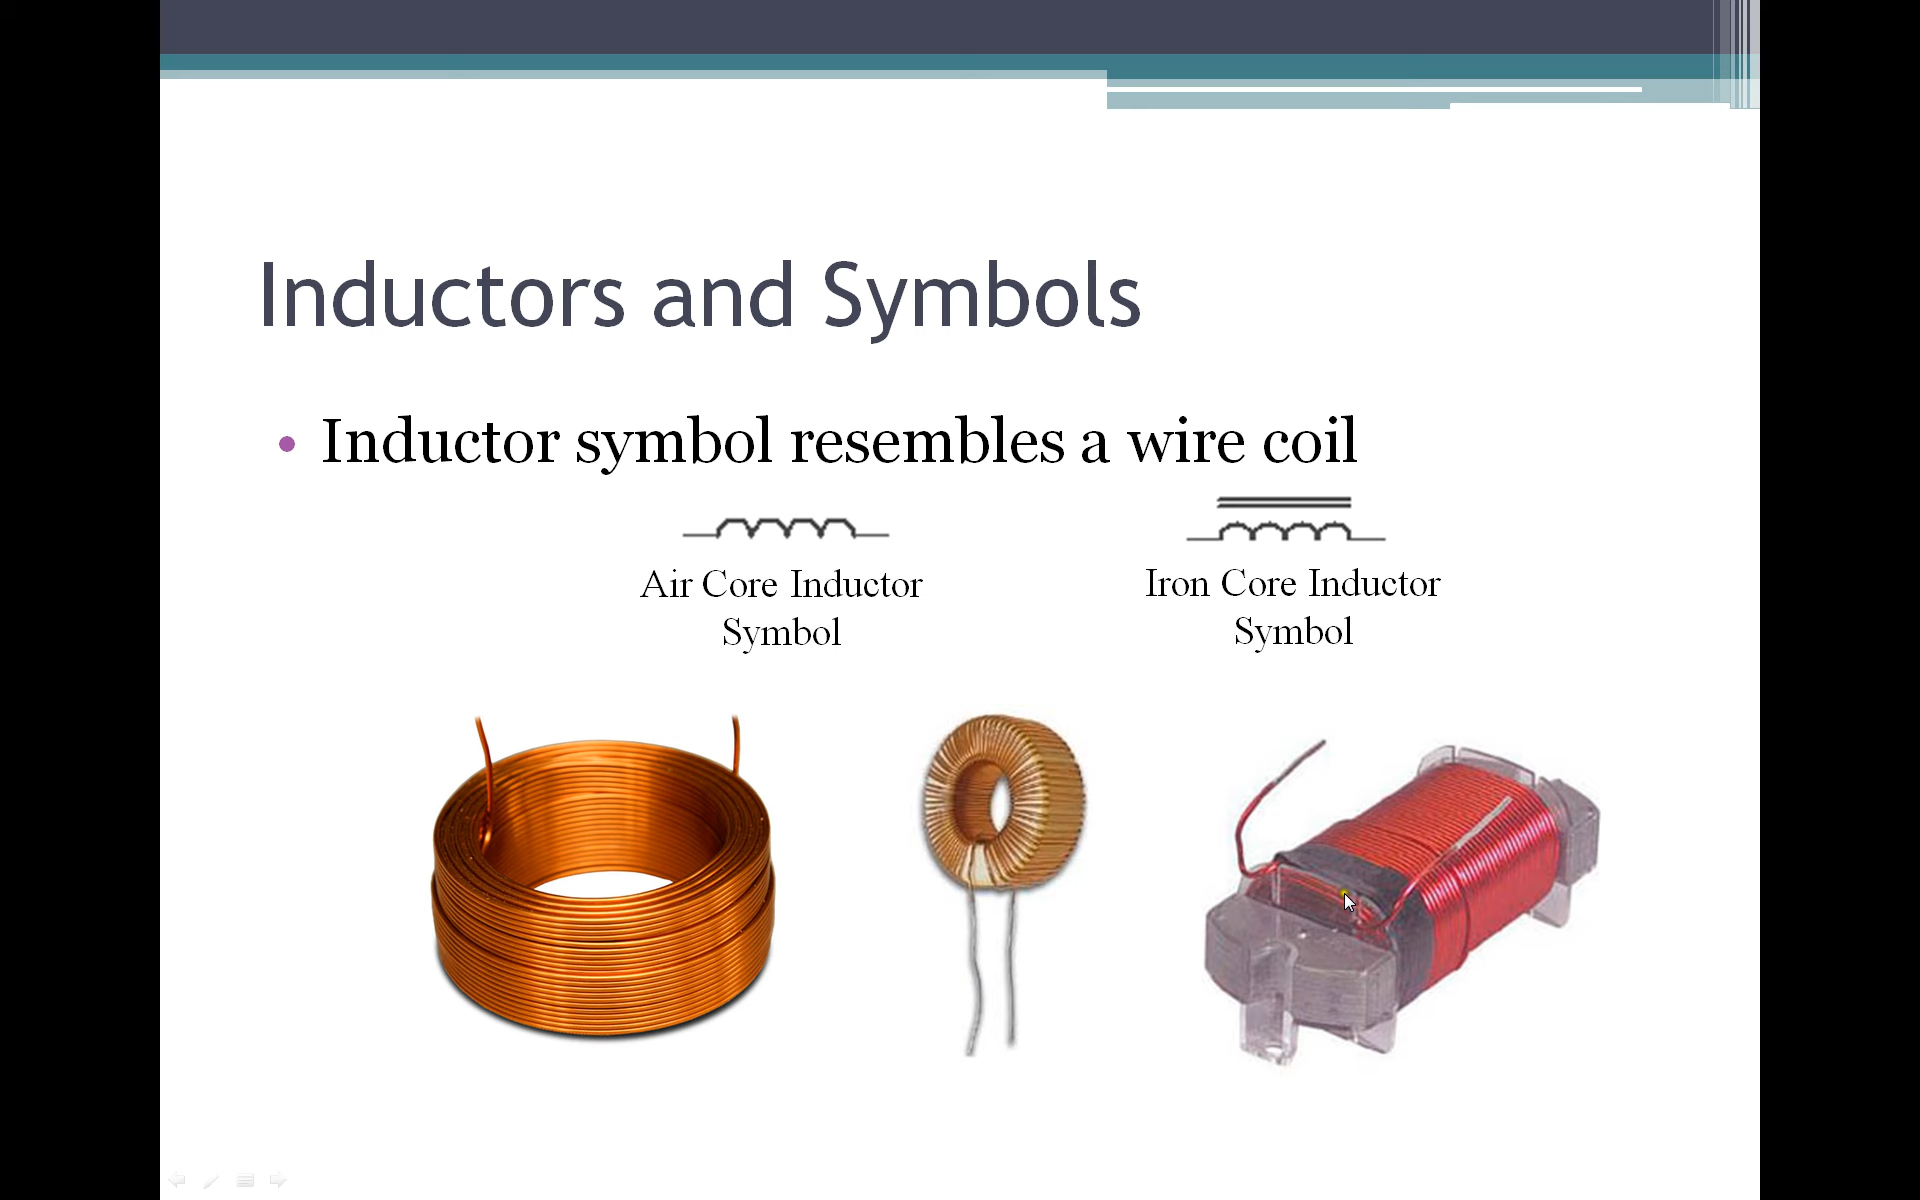 Inductors and Symbols
• Inductor symbol resembles a wire coil
Air Core Inductor
Symbol
Iron Core Inductor
Symbol